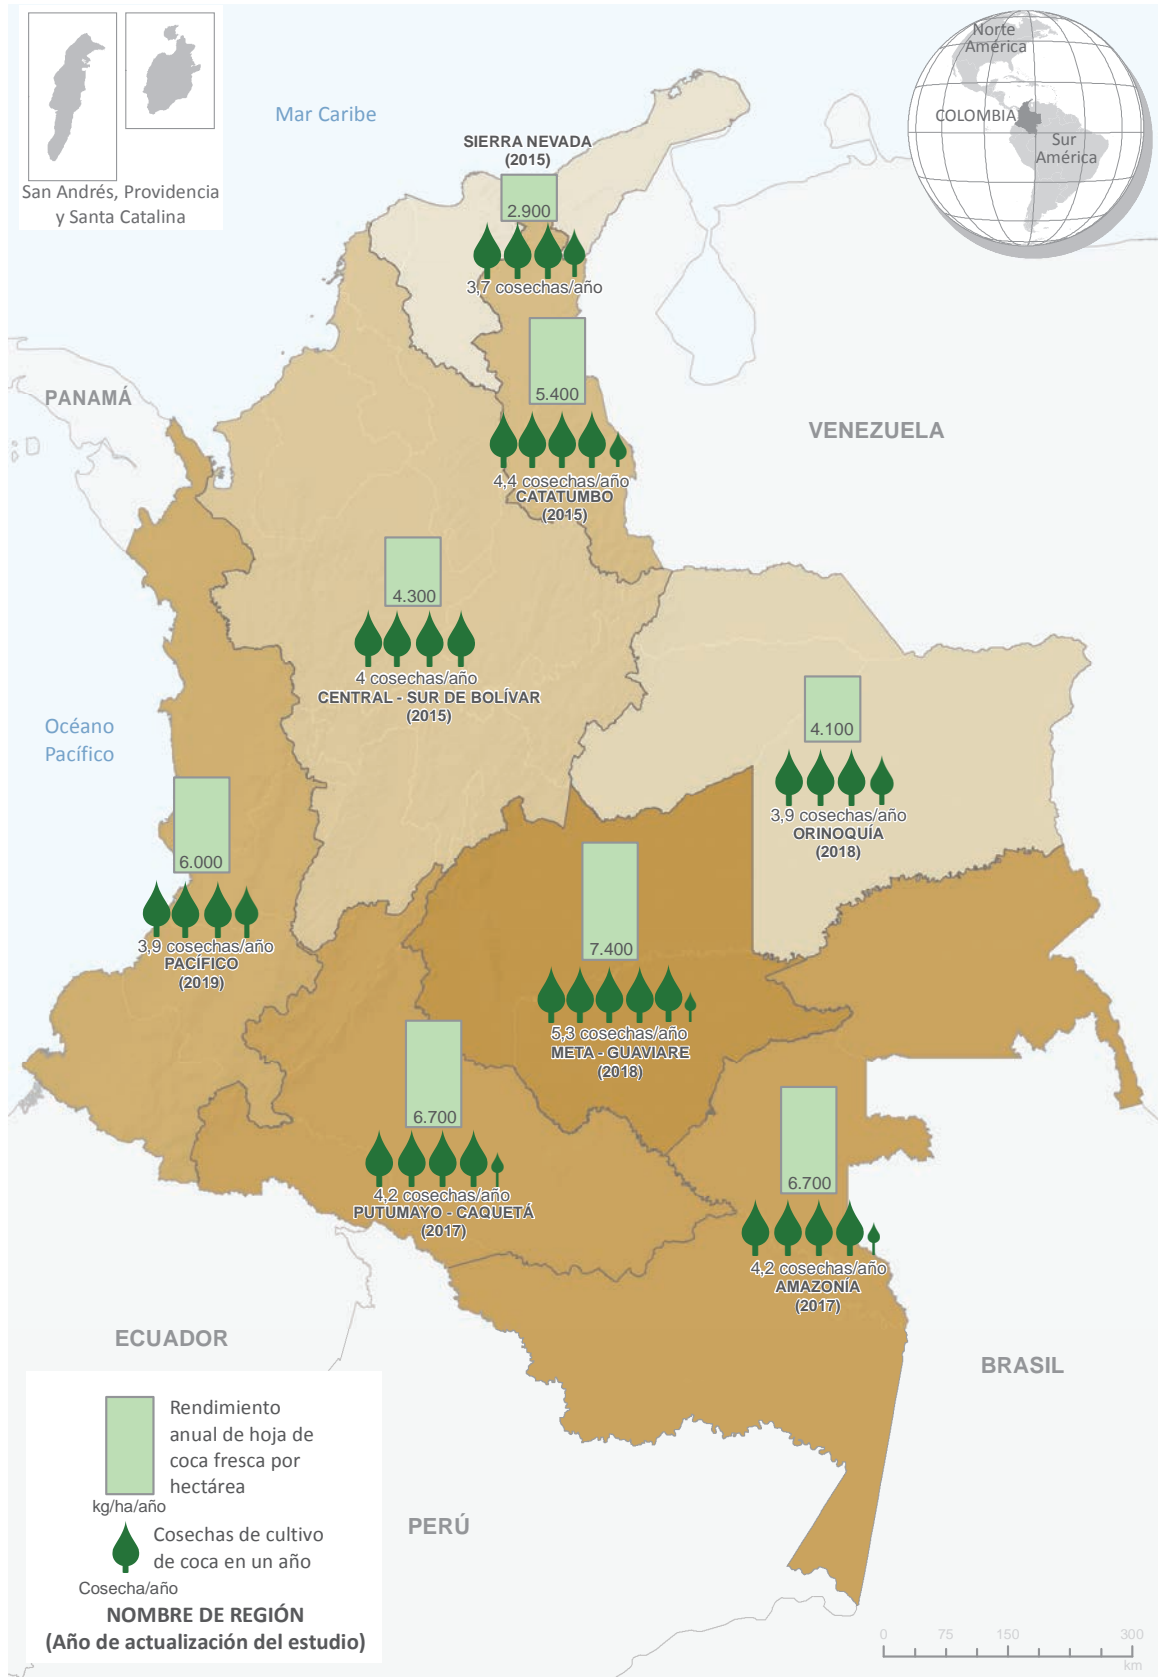 Norte
América
COLOMBIA
Sur
América
Mar Caribe
San Andrés, Providencia
y Santa Catalina
SIERRA NEVADA
(2015)
2.900
3,7 cosechas/año
5.400
4,4 cosechas/año
CATATUMBO
(2015)
PANAMÁ
VENEZUELA
4.300
4 cosechas/año
CENTRAL - SUR DE BOLÍVAR
(2015)
Océano
Pacífico
4.100
3,9 cosechas/año
ORINOQUÍA
(2018)
6.000
3,9 cosechas/año
PACÍFICO
(2019)
7.400
5,3 cosechas/año
META - GUAVIARE
(2018)
6.700
4,2 cosechas/año
PUTUMAYO - CAQUETÁ
(2017)
6.700
4,2 cosechas/año
AMAZONÍA
(2017)
ECUADOR
BRASIL
PERÚ
Rendimiento
anual de hoja de
coca fresca por
hectárea
kg/ha/año
Cosechas de cultivo
de coca en un año
Cosecha/año
NOMBRE DE REGIÓN
(Año de actualización del estudio)
0 75 150 300
km